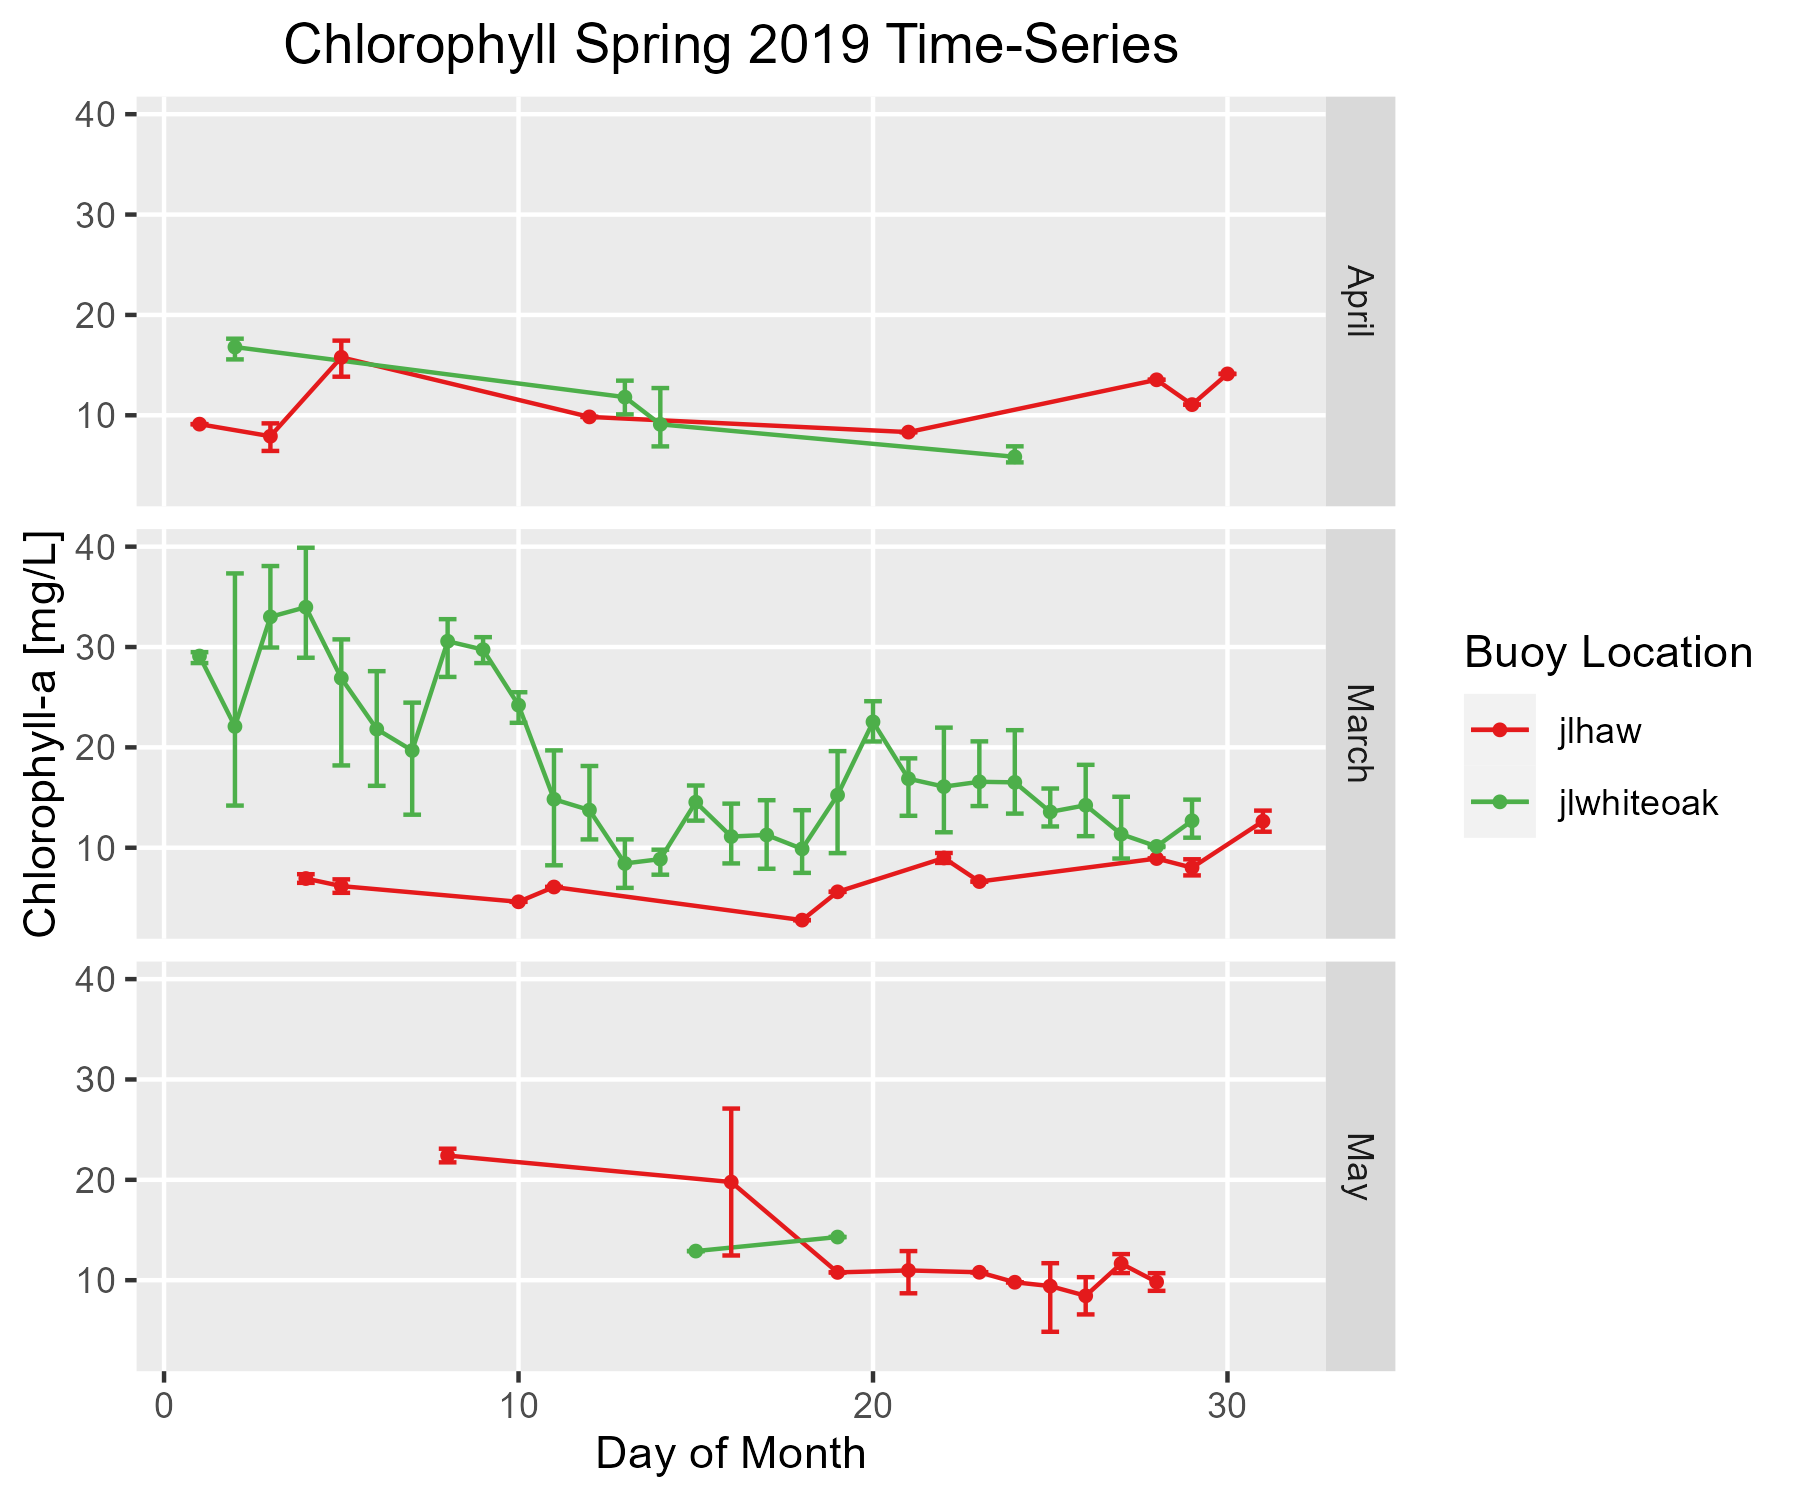 Chlorophyll Spring 2019 Time-Series
40
30
20
10
April
Chlorophyll-a [mg/L]
40
30
20
10
March
Buoy Location
jlhaw
jlwhiteoak
40
30
20
10
May
0 10 20 30
Day of Month